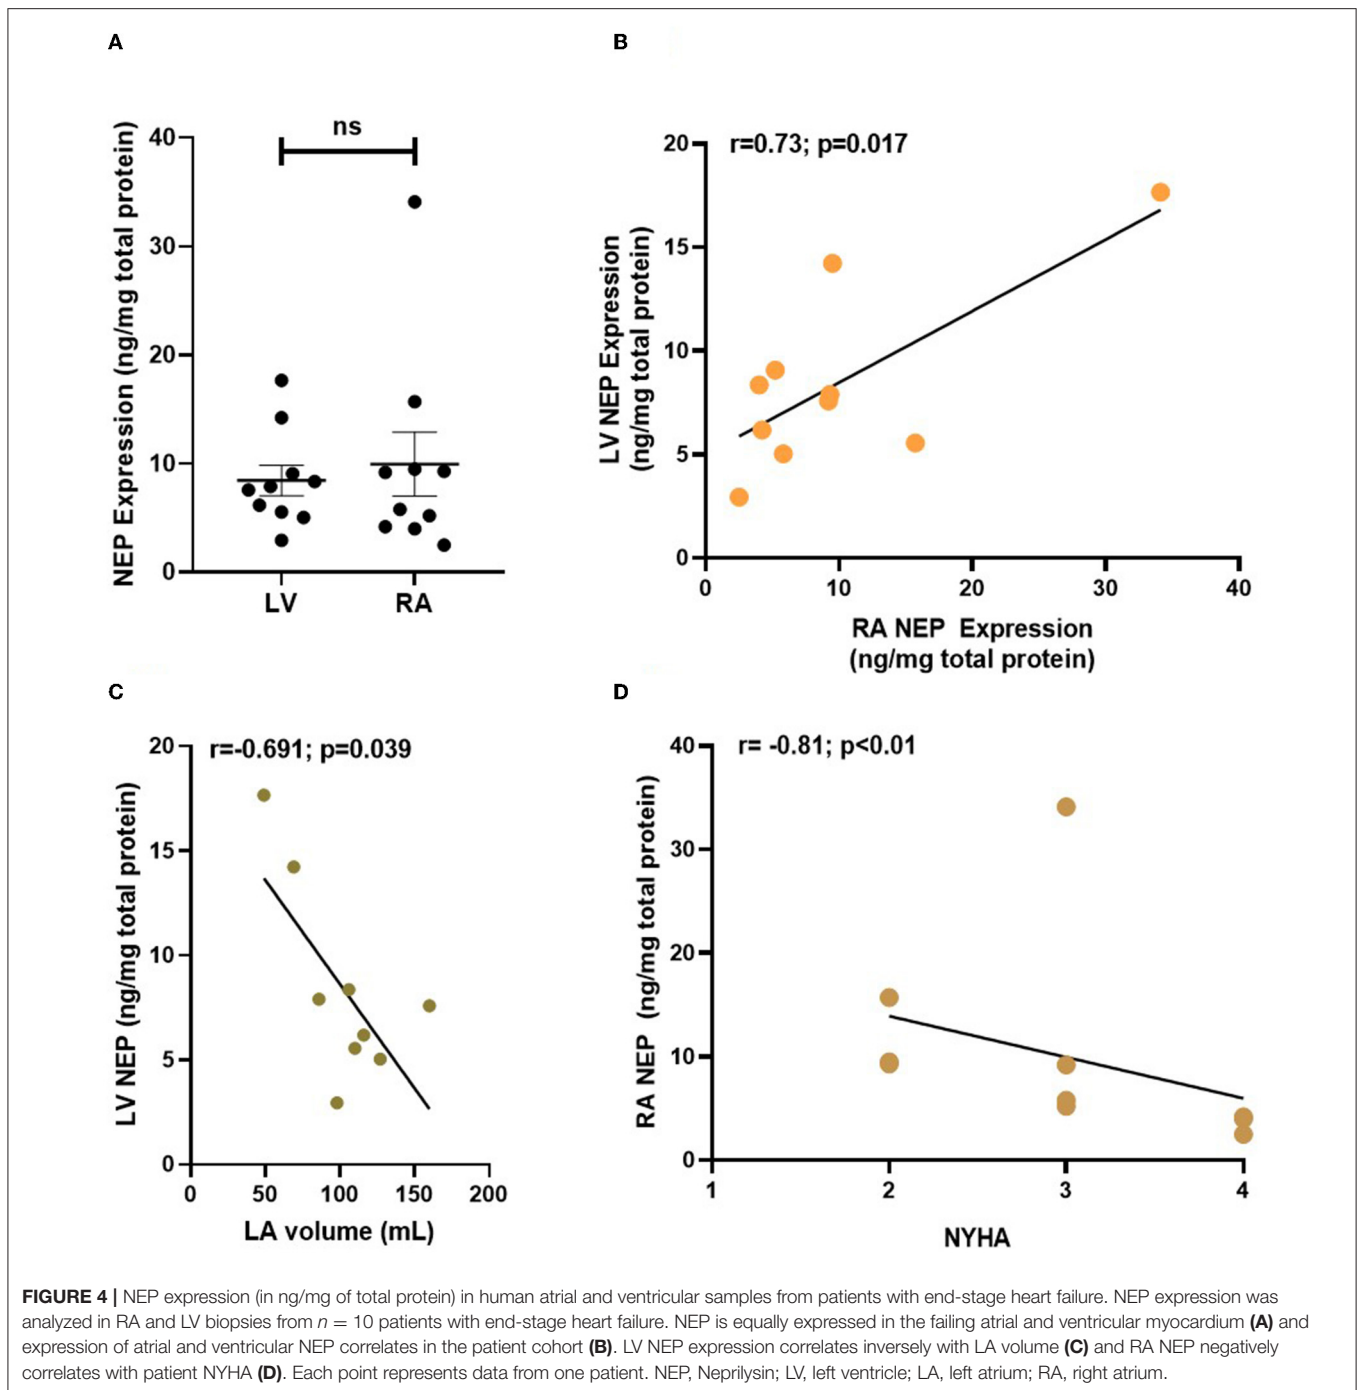 A
NEP Expression (ng/mg total protein)
40
30
20
10
0
ns
LV
RA
B
LV NEP Expression
(ng/mg total protein)
20
15
10
5
0
r=0.73; p=0.017
0
10
20
30
40
RA NEP Expression
(ng/mg total protein)
C
LV NEP (ng/mg total protein)
20
15
10
5
0
r=-0.691; p=0.039
0
50
100
150
200
LA volume (mL)
D
RA NEP (ng/mg total protein)
40
30
20
10
0
r= -0.81; p<0.01
1
2
3
4
NYHA
FIGURE 4 | NEP expression (in ng/mg of total protein) in human atrial and ventricular samples from patients with end-stage heart failure. NEP expression was
analyzed in RA and LV biopsies from n = 10 patients with end-stage heart failure. NEP is equally expressed in the failing atrial and ventricular myocardium (A) and
expression of atrial and ventricular NEP correlates in the patient cohort (B). LV NEP expression correlates inversely with LA volume (C) and RA NEP negatively
correlates with patient NYHA (D). Each point represents data from one patient. NEP, Neprilysin; LV, left ventricle; LA, left atrium; RA, right atrium.